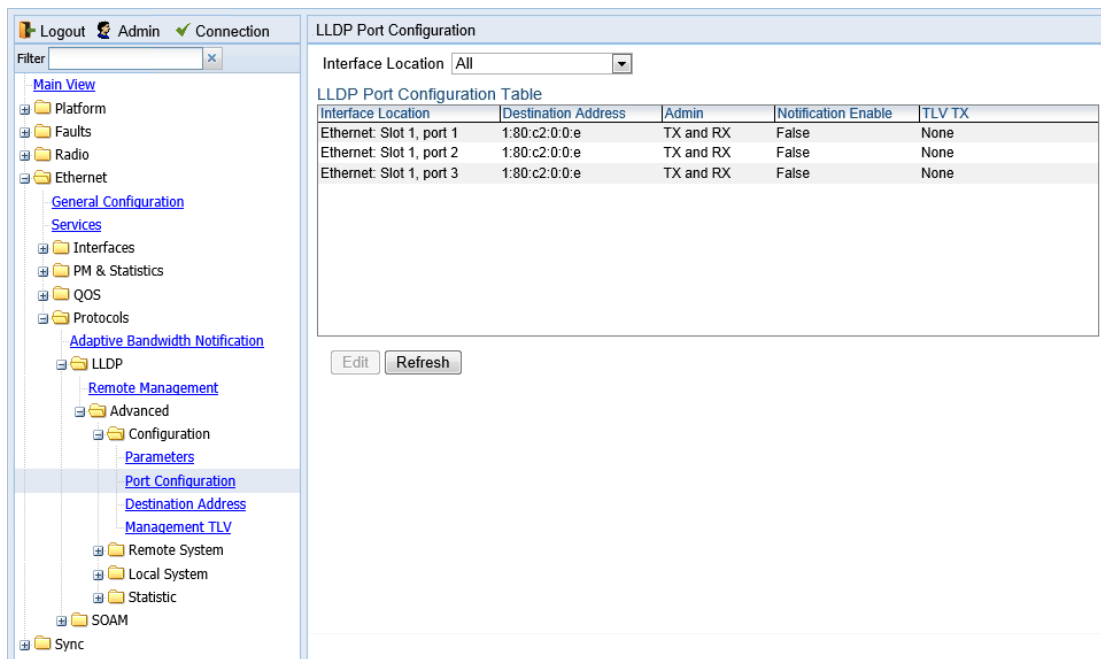 Logout Admin Connection
Filter
Main View
Platform
Faults
Radio
Ethernet
General Configuration
Services
Interfaces
PM & Statistics
QOS
Protocols
Adaptive Bandwidth Notification
LLDP
Remote Management
Advanced
Configuration
Parameters
Port Configuration
Destination Address
Management TLV
Remote System
Local System
Statistic
SOAM
Sync
LLDP Port Configuration
Interface Location All
LLDP Port Configuration Table
Interface Location Destination Address Admin Notification Enable TLV TX
Ethernet: Slot 1, port 1 1:80:c2:0:0:e TX and RX False None
Ethernet: Slot 1, port 2 1:80:c2:0:0:e TX and RX False None
Ethernet: Slot 1, port 3 1:80:c2:0:0:e TX and RX False None
Edit Refresh